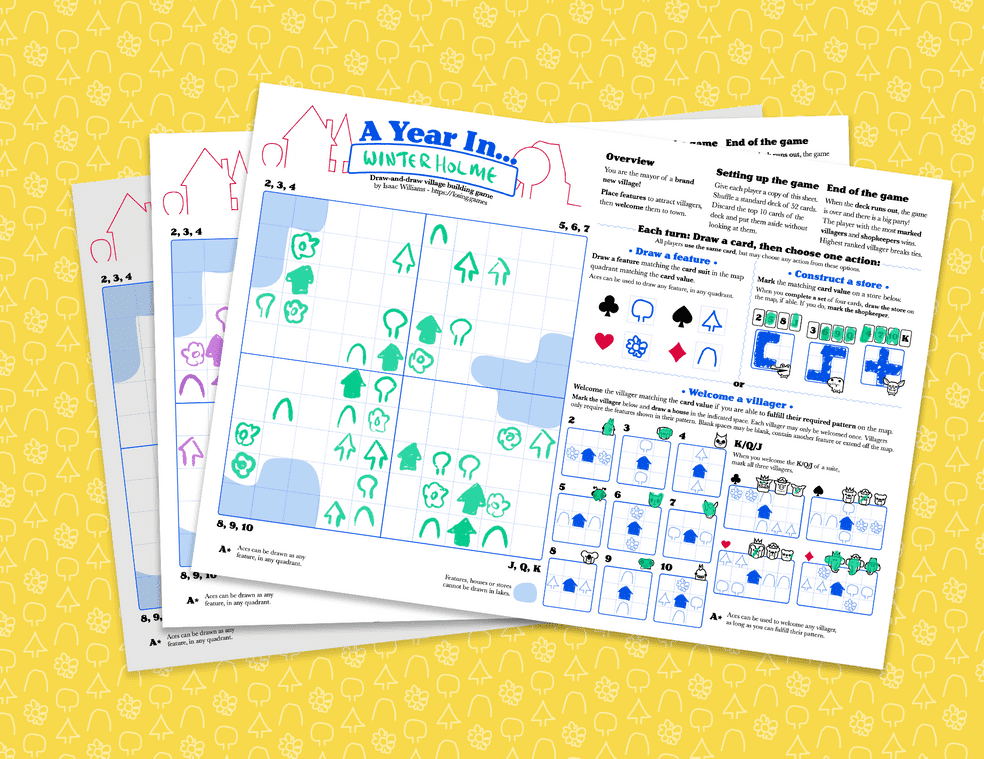 A Year In...
WINTERHOLME
Draw-and-draw village building game
by Isaac Williams - https://losing.games
2, 3, 4
5, 6, 7
8, 9, 10
J, Q, K
A* Aces can be drawn as any
feature, in any quadrant.
Features, houses or stores
cannot be drawn in lakes.
Overview
You are the mayor of a brand
new village!
Place features to attract villagers,
then welcome them to town.
Setting up the game
Give each player a copy of this sheet.
Shuffle a standard deck of 52 cards.
Discard the top 10 cards of the
deck and put them aside without
looking at them.
End of the game
When the deck runs out, the game
is over and there is a big party!
The player with the most marked
villagers and shopkeepers wins.
Highest ranked villager breaks ties.
Each turn: Draw a card, then choose one action:
All players use the same card, but may choose any action from these options.
• Draw a feature •
Draw a feature matching the card suit in the map
quadrant matching the card value.
Aces can be used to draw any feature, in any quadrant.
• Construct a store •
Mark the matching card value on a store below.
When you complete a set of four cards, draw the store on
the map, if able. If you do, mark the shopkeeper.
2
8
3
K
or
• Welcome a villager •
Welcome the villager matching the card value if you are able to fulfill their required pattern on the map.
Mark the villager below and draw a house in the indicated space. Each villager may only be welcomed once. Villagers
only require the features shown in their pattern. Blank spaces may be blank, contain another feature or extend off the map.
2
3
4
5
6
7
8
9
10
K/Q/J
When you welcome the K/Q/J of a suite,
mark all three villagers.
A* Aces can be used to welcome any villager,
as long as you can fulfill their pattern.
End of the game
runs out, the game
game
2, 3, 4
8, 9, 10
A* Aces can be drawn as any
feature, in any quadrant.
2, 3, 4
8, 9,
A* Aces can be drawn as any
feature, in any quadrant.